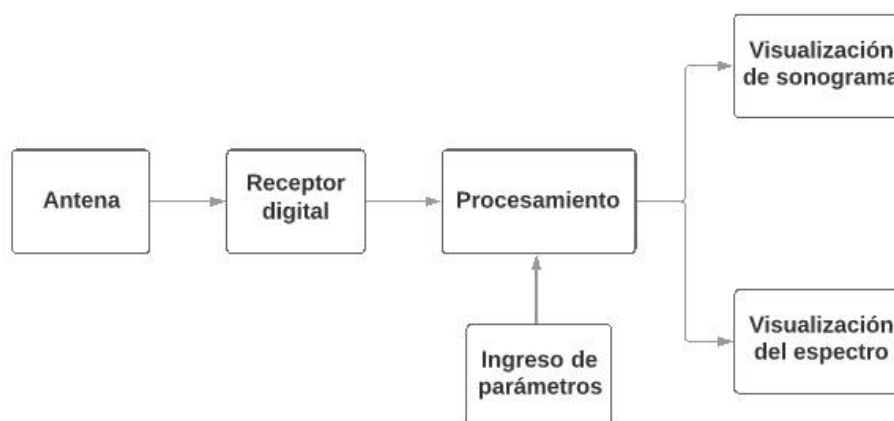 Visualización
de sonograma
Antena
Receptor
digital
Procesamiento
Ingreso de
parámetros
Visualización
del espectro